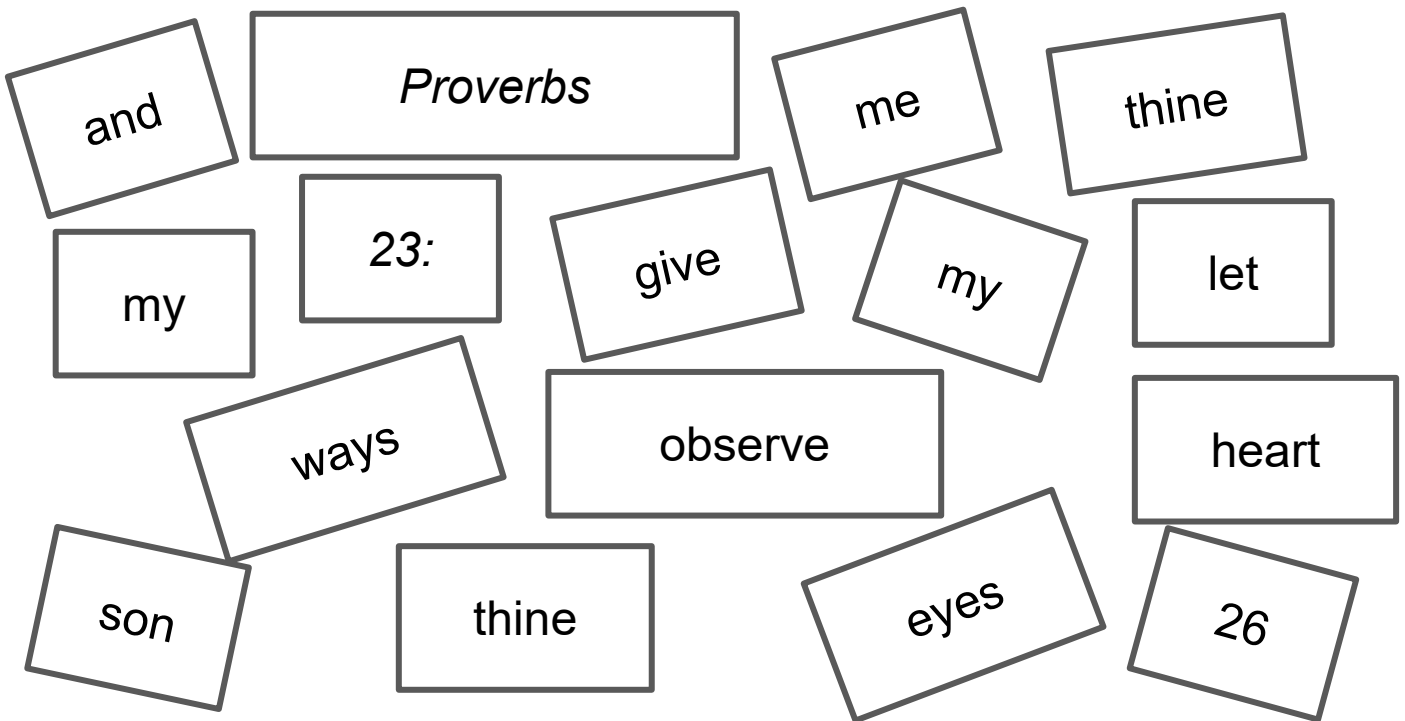 and
Proverbs
me
thine
my
23:
give
my
let
ways
observe
heart
son
thine
eyes
26